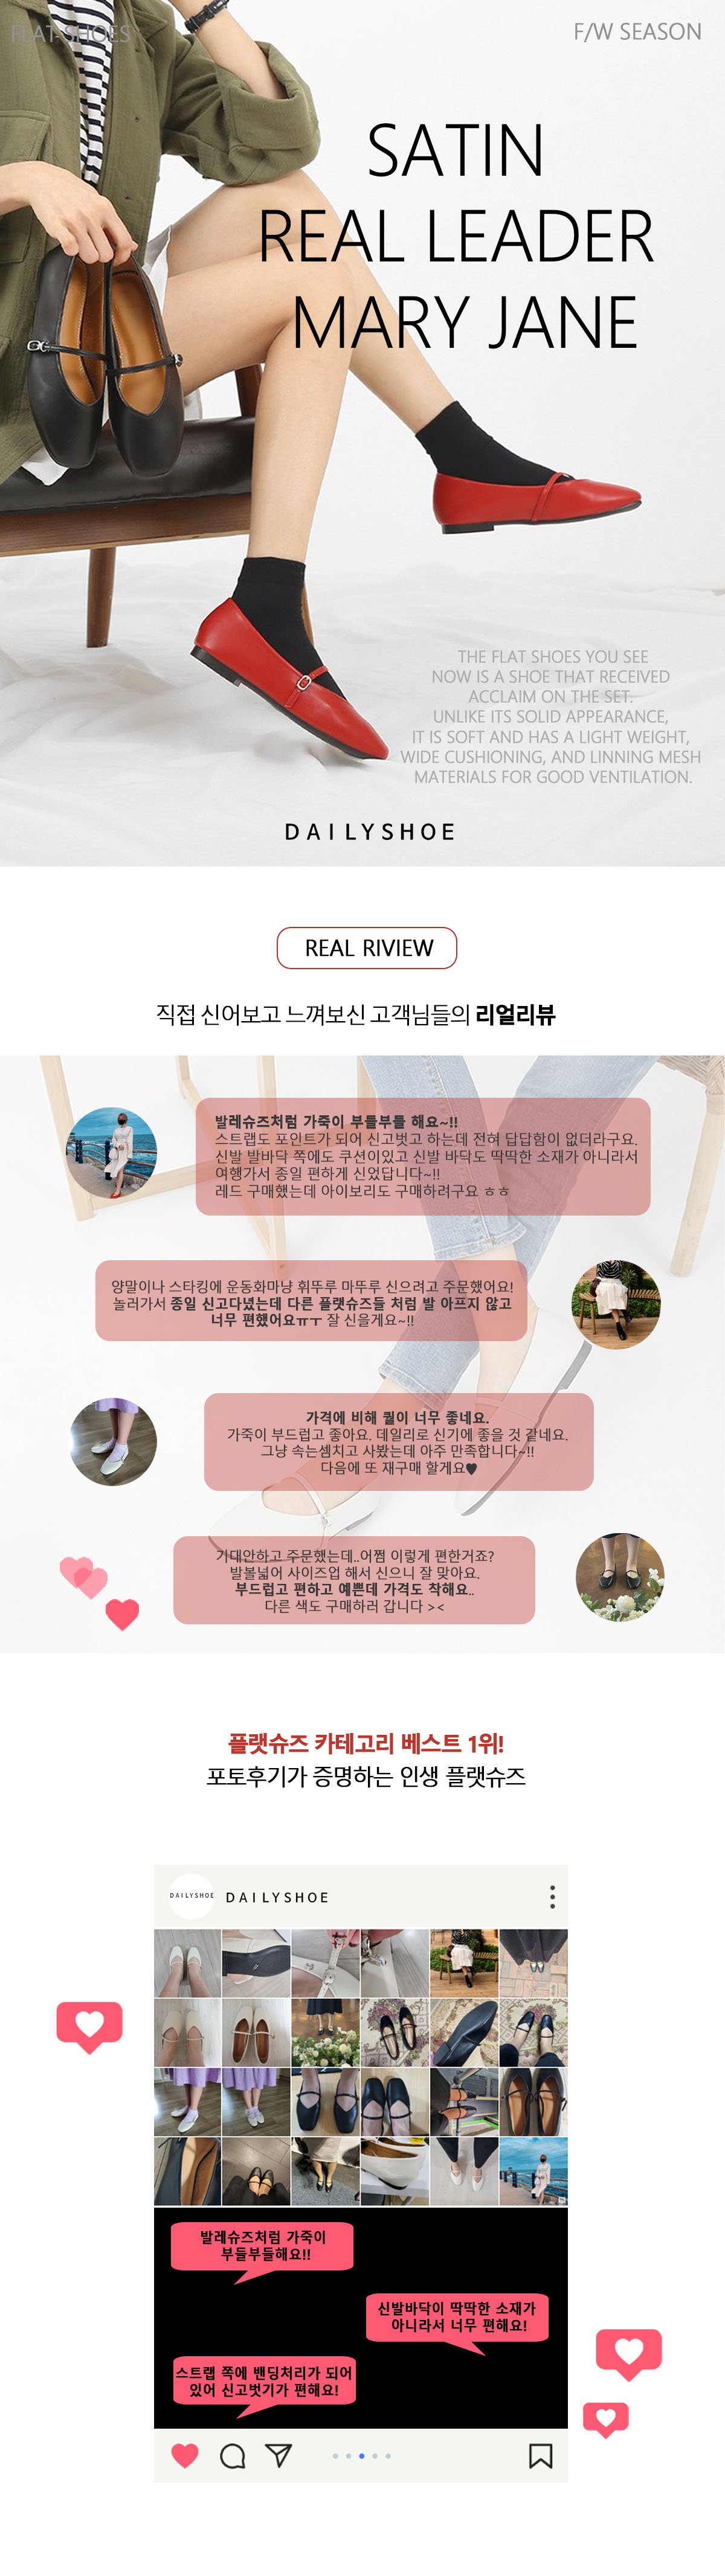 FLAT SHOES
F/W SEASON
SATIN
REAL LEADER
MARY JANE
THE FLAT SHOES YOU SEE
NOW IS A SHOE THAT RECEIVED
ACCLAIM ON THE SET.
UNLIKE ITS SOLID APPEARANCE,
IT IS SOFT AND HAS A LIGHT WEIGHT,
WIDE CUSHIONING, AND LINNING MESH
MATERIALS FOR GOOD VENTILATION.
DAILYSHOE
REAL RIVIEW
직접 신어보고 느껴보신 고객님들의 리얼리뷰
발레슈즈처럼 가죽이 부들부들 해요~!!
스트랩도 포인트가 되어 신고벗고 하는데 전혀 답답함이 없더라구요.
신발 발바닥 쪽에도 쿠션이있고 신발 바닥도 딱딱한 소재가 아니라서
여행가서 종일 편하게 신었답니다~!!
레드 구매했는데 아이보리도 구매하려구요 ㅎㅎ
양말이나 스타킹에 운동화마냥 휘뚜루 마뚜루 신으려고 주문했어요!
놀러가서 종일 신고다녔는데 다른 플랫슈즈들 처럼 발 아프지 않고
너무 편했어요ㅠㅜ 잘 신을게요~!!
가격에 비해 퀄이 너무 좋네요.
가죽이 부드럽고 좋아요. 데일리로 신기에 좋을 것 같네요.
그냥 속는셈치고 사봤는데 아주 만족합니다~!!
다음에 또 재구매 할게요♥
기대안하고 주문했는데..어쩜 이렇게 편한거죠?
발볼넓어 사이즈업 해서 신으니 잘 맞아요.
부드럽고 편하고 예쁜데 가격도 착해요..
다른 색도 구매하러 갑니다 ><
플랫슈즈 카테고리 베스트 1위!
포토후기가 증명하는 인생 플랫슈즈
DAILYSHOE
DAILYSHOE
발레슈즈처럼 가죽이
부들부들해요!!
신발바닥이 딱딱한 소재가
아니라서 너무 편해요!
스트랩 쪽에 밴딩처리가 되어
있어 신고벗기가 편해요!